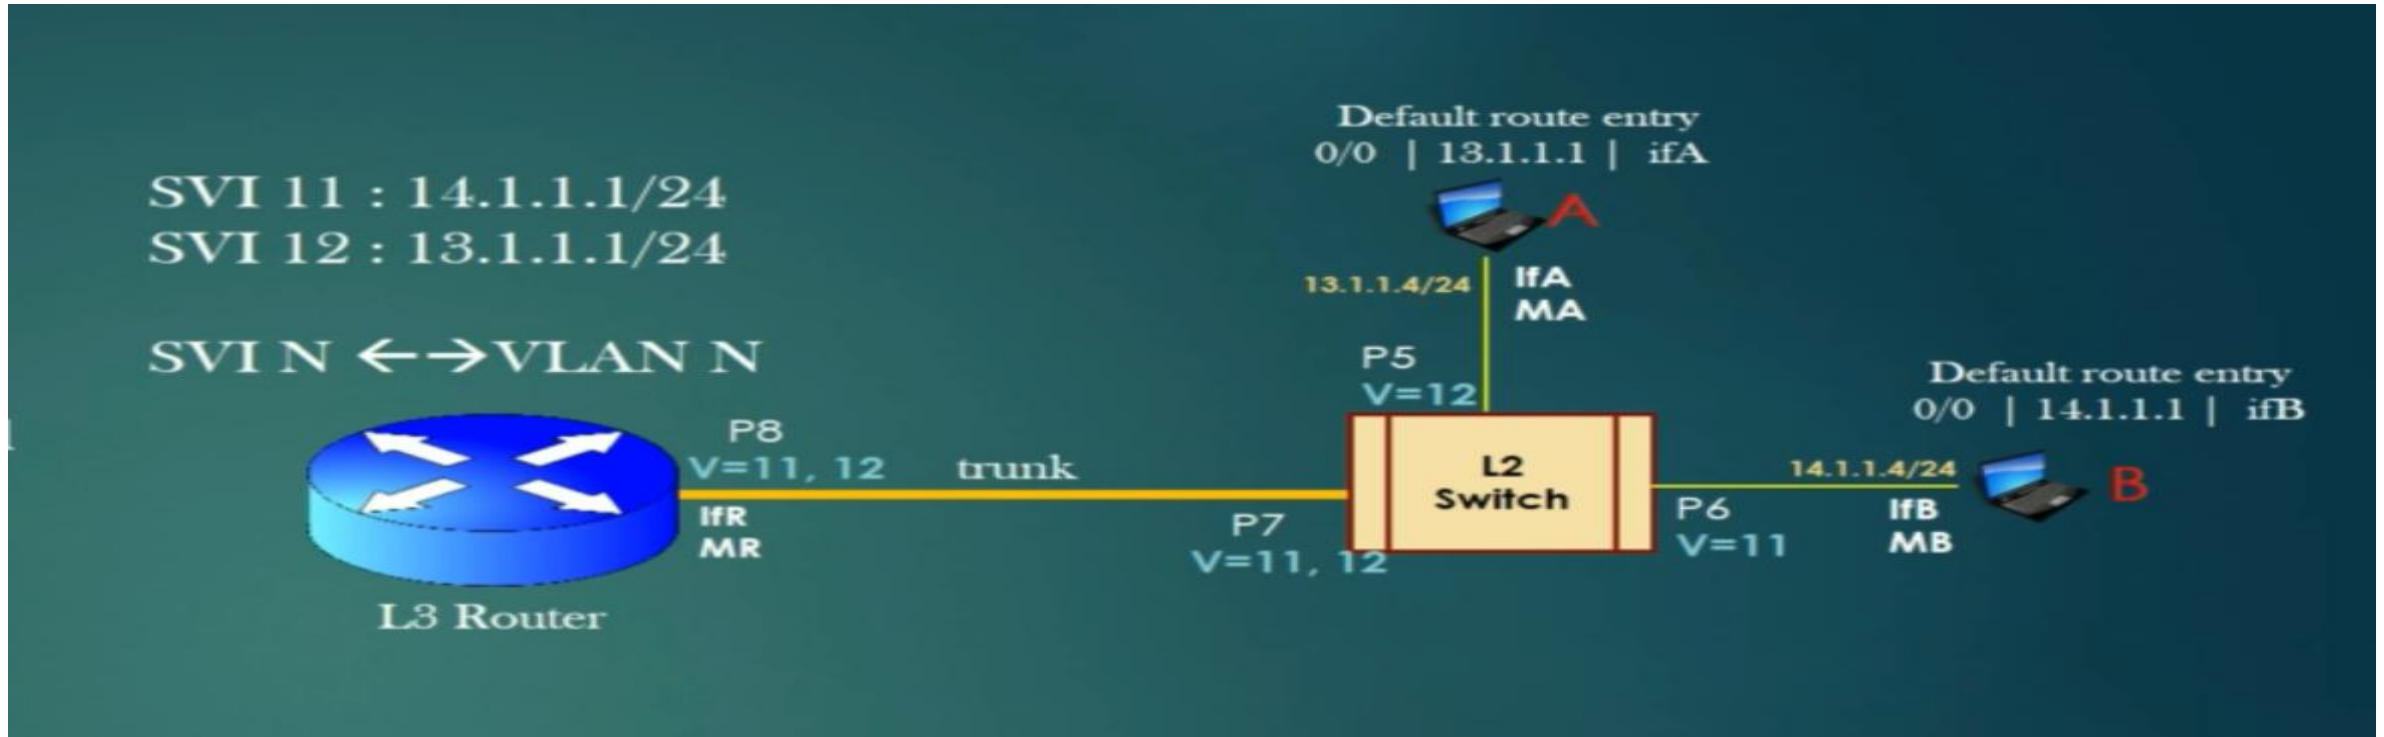 SVI 11 : 14.1.1.1/24
SVI 12 : 13.1.1.1/24
SVI N ←→VLAN N
P8
V=11, 12
trunk
IfR
MR
L3 Router
Default route entry
0/0 | 13.1.1.1 | ifA
A
13.1.1.4/24
IfA
MA
P5
V=12
L2
Switch
P7
V=11, 12
Default route entry
0/0 | 14.1.1.1 | ifB
14.1.1.4/24
B
P6
V=11
IfB
MB